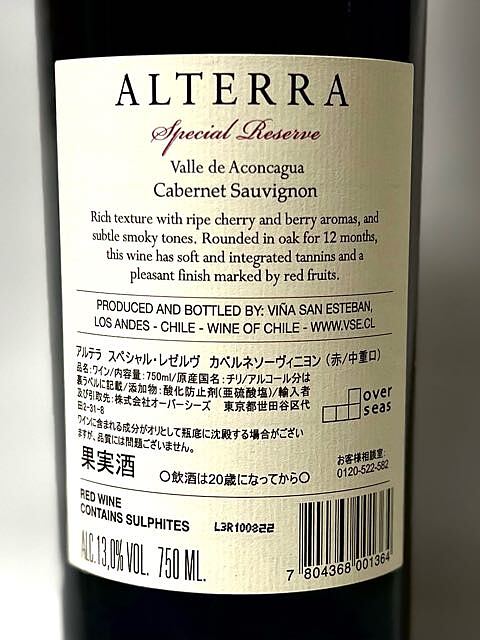 ALTERRA
Special Reserve
Valle de Aconcagua
Cabernet Sauvignon
Rich texture with ripe cherry and berry aromas, and
subtle smoky tones. Rounded in oak for 12 months,
this wine has soft and integrated tannins and a
pleasant finish marked by red fruits.
PRODUCED AND BOTTLED BY: VIÑA SAN ESTEBAN,
LOS ANDES - CHILE - WINE OF CHILE - WWW.VSE.CL
アルテラ スペシャル・レゼルヴ カベルネソーヴィニヨン(赤/中重口)
品名:ワイン/内容量:750ml/原産国名:チリ/アルコール分は
裏ラベルに記載/添加物:酸化防止剤(亜硫酸塩)/輸入者
及び引取先:株式会社オーバーシーズ 東京都世田谷区代
田2-31-8
ワインに含まれる成分がオリとして瓶底に沈殿する場合がござい
ますが、品質には問題ございません。
over
seas
果実酒
○飲酒は20歳になってから○
お客様相談室:
0120-522-582
RED WINE
CONTAINS SULPHITES
L3R100822
ALC.13,0% VOL. 750 ML.
7 804368 001364